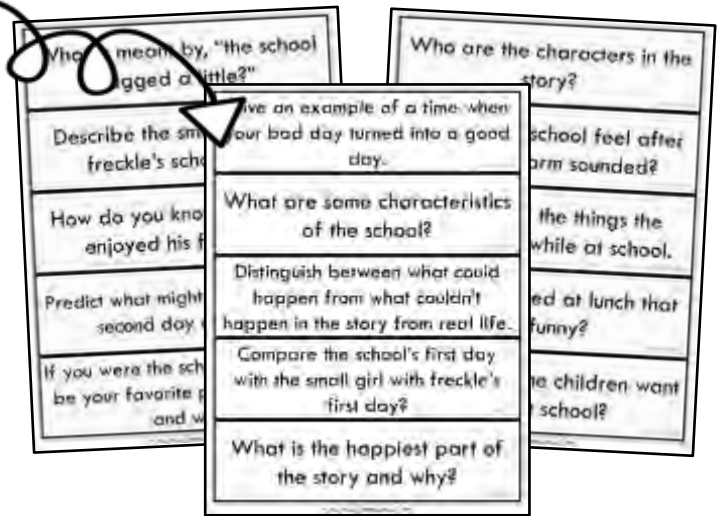 mean by, "the school
a little?"
Describe the
freckle's
How do you
enjoyed his
Predict what might
second day
If you were the
be your favorite
and
an example of a time when
your bad day turned into a good
day.
What are some characteristics
of the school?
Distinguish between what could
happen from what couldn't
happen in the story from real life.
Compare the school's first day
with the small girl with freckle's
first day?
What is the happiest part of
the story and why?
Who are the characters in the
story?
school feel after
sounded?
the things the
while at school.
at lunch that
funny?
children want
school?